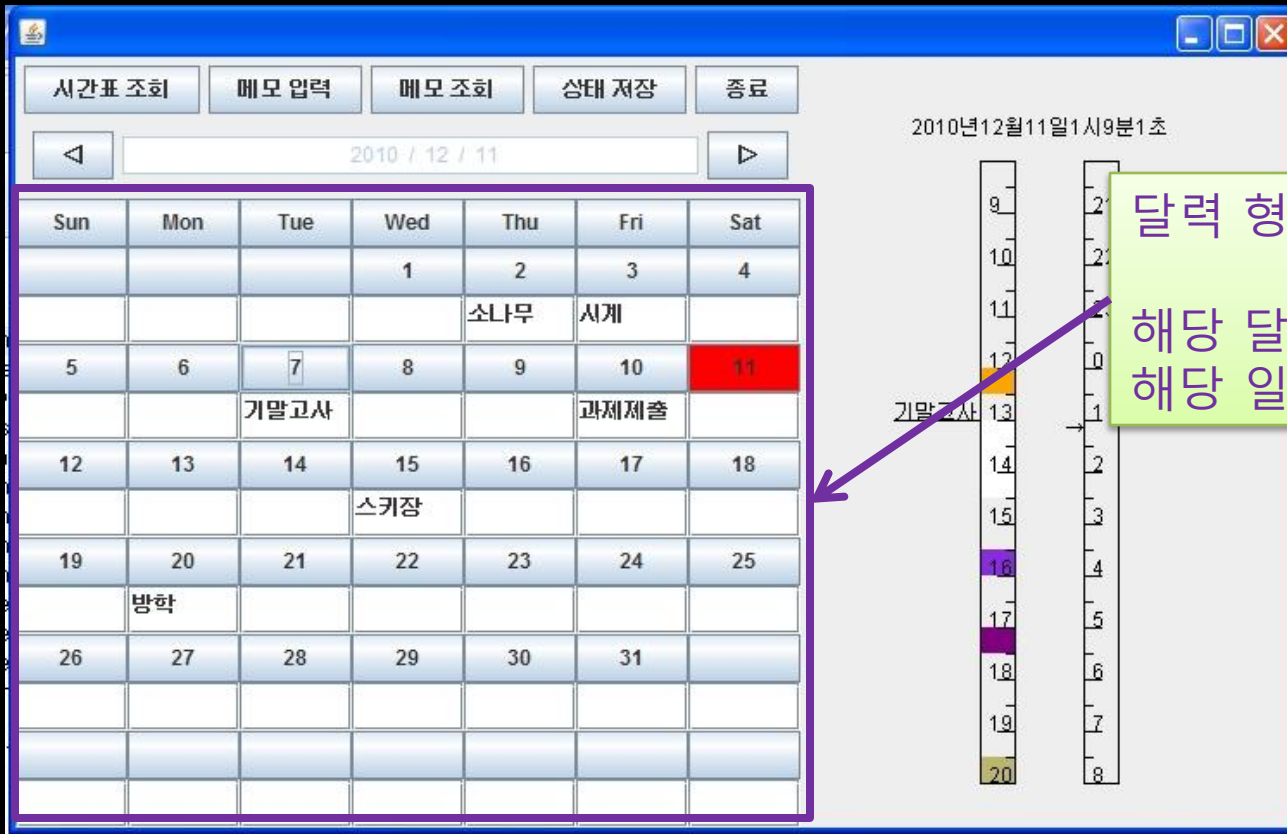 시간표 조회 메모 입력 메모 조회 상태 저장 종료
2010 / 12 / 11
Sun Mon Tue Wed Thu Fri Sat
1 2 3 4
소나무 시계
5 6 7 8 9 10 11
기말고사 과제제출
12 13 14 15 16 17 18
스키장
19 20 21 22 23 24 25
방학
26 27 28 29 30 31
2010년12월11일1시9분1초
9
10
11
12
기말고사 13
14
15
16
17
18
19
20
0
→ 1
2
3
4
5
6
7
8
달력 형
해당 달
해당 일